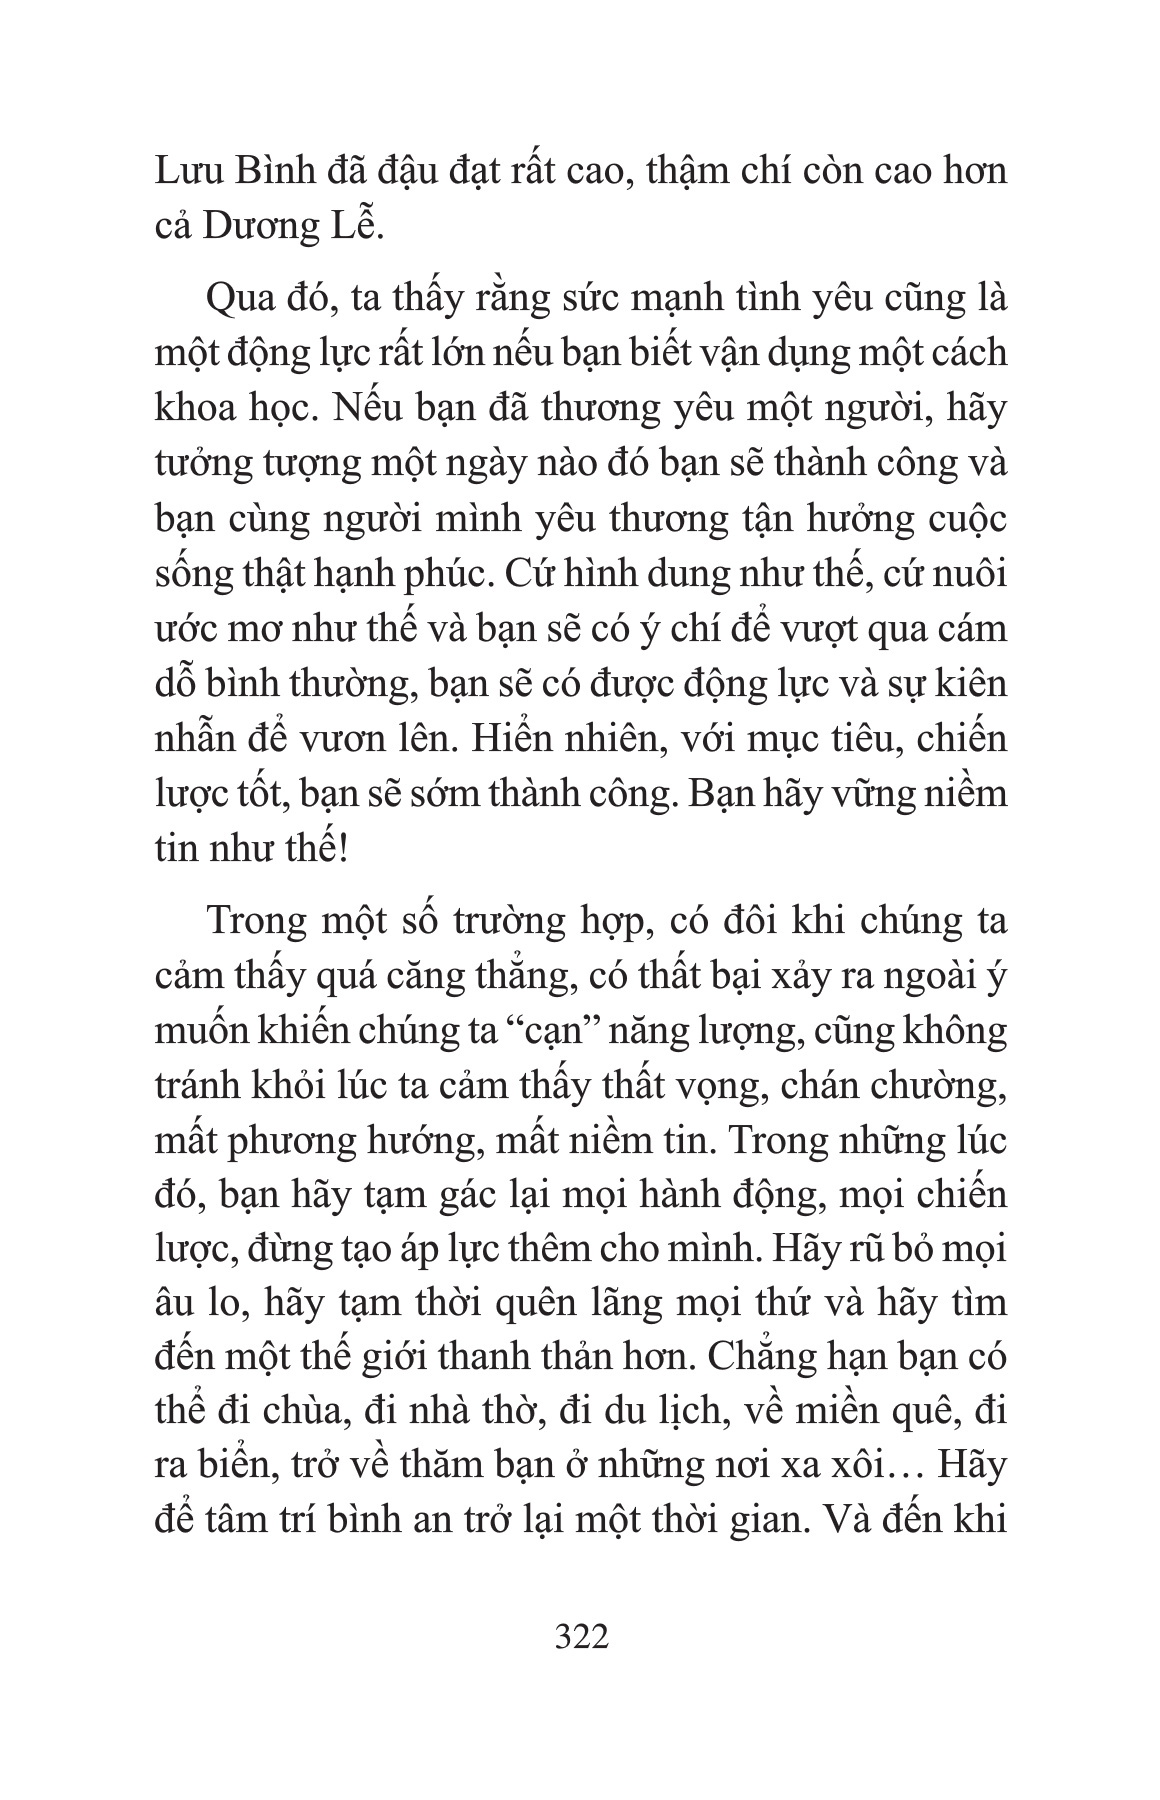 Lưu Bình đã đậu đạt rất cao, thậm chí còn cao hơn
cả Dương Lễ.
Qua đó, ta thấy rằng sức mạnh tình yêu cũng là
một động lực rất lớn nếu bạn biết vận dụng một cách
khoa học. Nếu bạn đã thương yêu một người, hãy
tưởng tượng một ngày nào đó bạn sẽ thành công và
bạn cùng người mình yêu thương tận hưởng cuộc
sống thật hạnh phúc. Cứ hình dung như thế, cứ nuôi
ước mơ như thế và bạn sẽ có ý chí để vượt qua cám
dỗ bình thường, bạn sẽ có được động lực và sự kiên
nhẫn để vươn lên. Hiển nhiên, với mục tiêu, chiến
lược tốt, bạn sẽ sớm thành công. Bạn hãy vững niềm
tin như thế!
Trong một số trường hợp, có đôi khi chúng ta
cảm thấy quá căng thẳng, có thất bại xảy ra ngoài ý
muốn khiến chúng ta “cạn” năng lượng, cũng không
tránh khỏi lúc ta cảm thấy thất vọng, chán chường,
mất phương hướng, mất niềm tin. Trong những lúc
đó, bạn hãy tạm gác lại mọi hành động, mọi chiến
lược, đừng tạo áp lực thêm cho mình. Hãy rũ bỏ mọi
âu lo, hãy tạm thời quên lãng mọi thứ và hãy tìm
đến một thế giới thanh thản hơn. Chẳng hạn bạn có
thể đi chùa, đi nhà thờ, đi du lịch, về miền quê, đi
ra biển, trở về thăm bạn ở những nơi xa xôi… Hãy
để tâm trí bình an trở lại một thời gian. Và đến khi
322